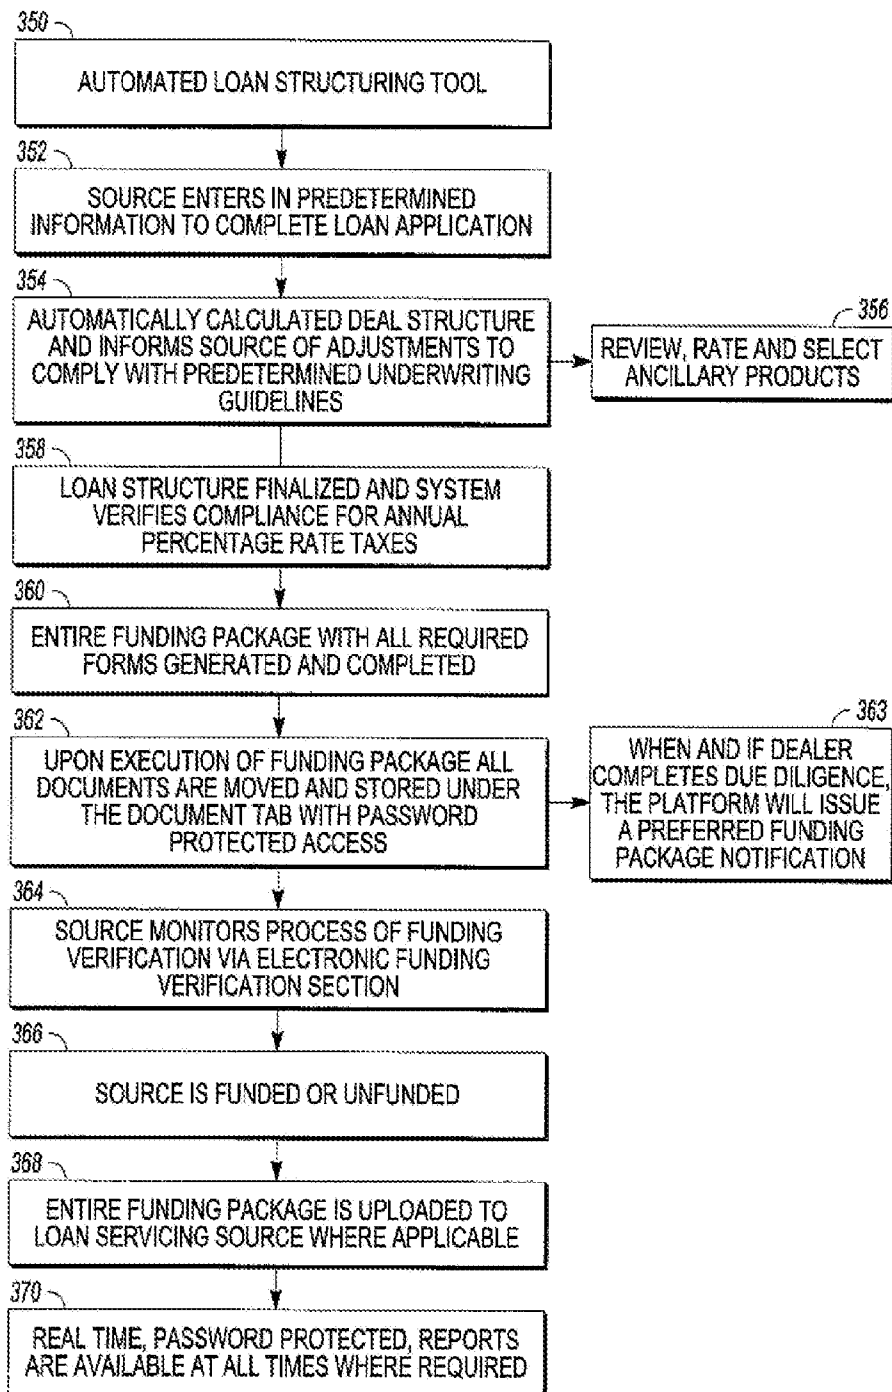 350
AUTOMATED LOAN STRUCTURING TOOL
352
SOURCE ENTERS IN PREDETERMINED
INFORMATION TO COMPLETE LOAN APPLICATION
354
AUTOMATICALLY CALCULATED DEAL STRUCTURE
AND INFORMS SOURCE OF ADJUSTMENTS TO
COMPLY WITH PREDETERMINED UNDERWRITING
GUIDELINES
356
REVIEW, RATE AND SELECT
ANCILLARY PRODUCTS
358
LOAN STRUCTURE FINALIZED AND SYSTEM
VERIFIES COMPLIANCE FOR ANNUAL
PERCENTAGE RATE TAXES
360
ENTIRE FUNDING PACKAGE WITH ALL REQUIRED
FORMS GENERATED AND COMPLETED
362
UPON EXECUTION OF FUNDING PACKAGE ALL
DOCUMENTS ARE MOVED AND STORED UNDER
THE DOCUMENT TAB WITH PASSWORD
PROTECTED ACCESS
363
WHEN AND IF DEALER
COMPLETES DUE DILIGENCE,
THE PLATFORM WILL ISSUE
A PREFERRED FUNDING
PACKAGE NOTIFICATION
364
SOURCE MONITORS PROCESS OF FUNDING
VERIFICATION VIA ELECTRONIC FUNDING
VERIFICATION SECTION
366
SOURCE IS FUNDED OR UNFUNDED
368
ENTIRE FUNDING PACKAGE IS UPLOADED TO
LOAN SERVICING SOURCE WHERE APPLICABLE
370
REAL TIME, PASSWORD PROTECTED, REPORTS
ARE AVAILABLE AT ALL TIMES WHERE REQUIRED